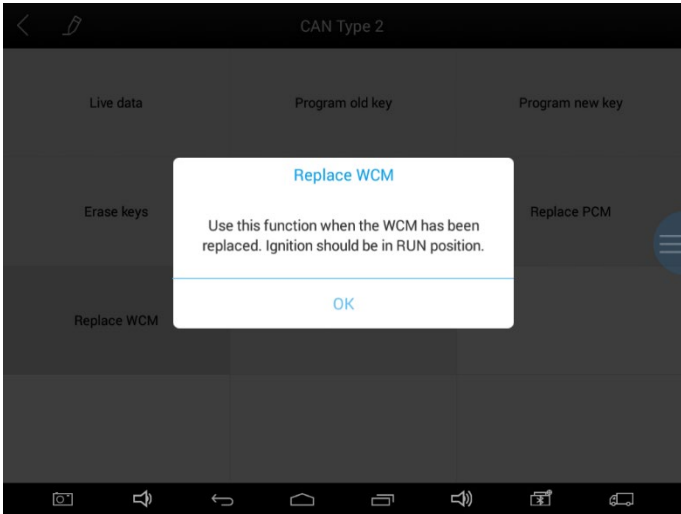 CAN Type 2
Live data
Program old key
Program new key
Replace WCM
Use this function when the WCM has been
replaced. Ignition should be in RUN position.
OK
Erase keys
Replace PCM
Replace WCM